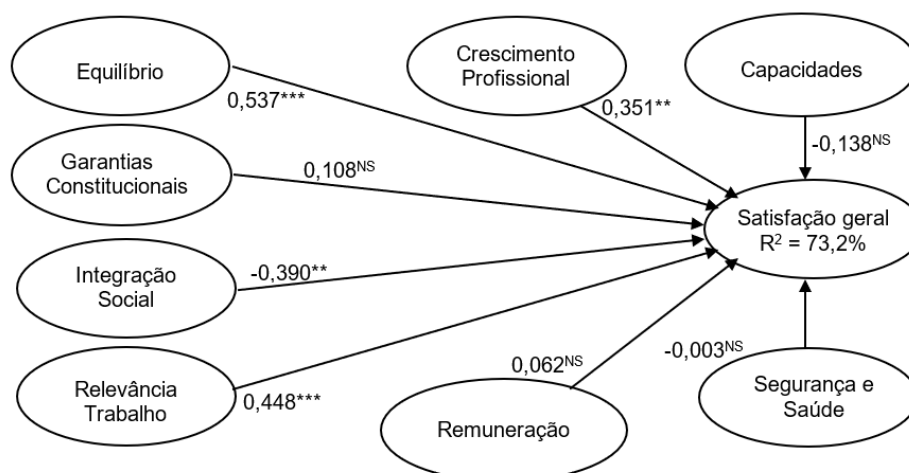 Equilíbrio
0,537***
Crescimento
Profissional
0,351**
Capacidades
-0,138NS
Garantias
Constitucionais
0,108NS
Satisfação geral
R2 = 73,2%
Integração
Social
-0,390**
Relevância
Trabalho
0,448***
Remuneração
0,062NS
Segurança e
Saúde
-0,003NS